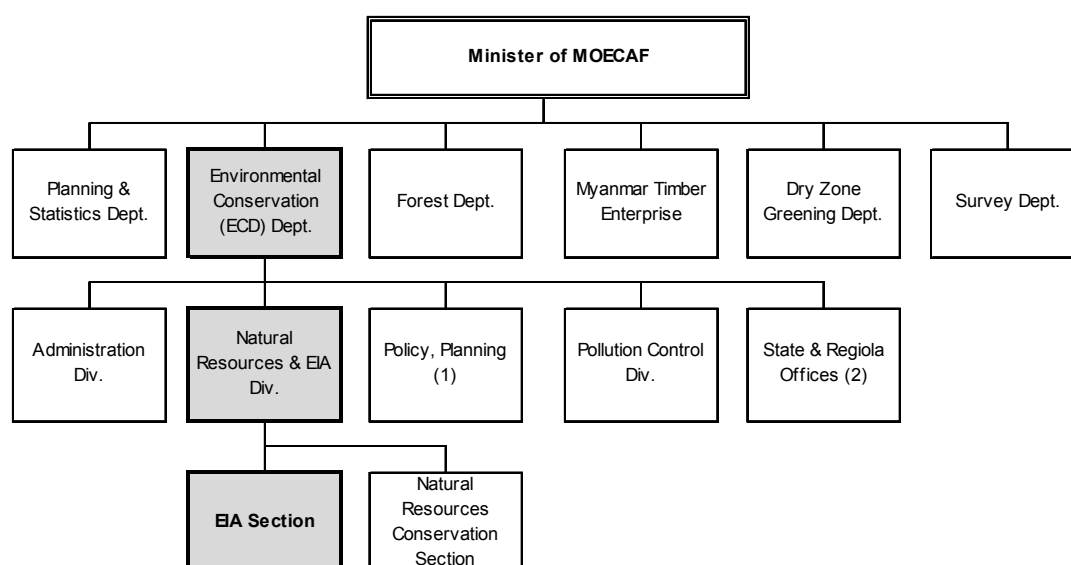 Minister of MOECAF
Planning &
Statistics Dept.
Environmental
Conservation
(ECD) Dept.
Forest Dept.
Myanmar Timber
Enterprise
Dry Zone
Greening Dept.
Survey Dept.
Administration
Div.
Natural
Resources & EIA
Div.
Policy, Planning
(1)
Pollution Control
Div.
State & Regiola
Offices (2)
EIA Section
Natural
Resources
Conservation
Section